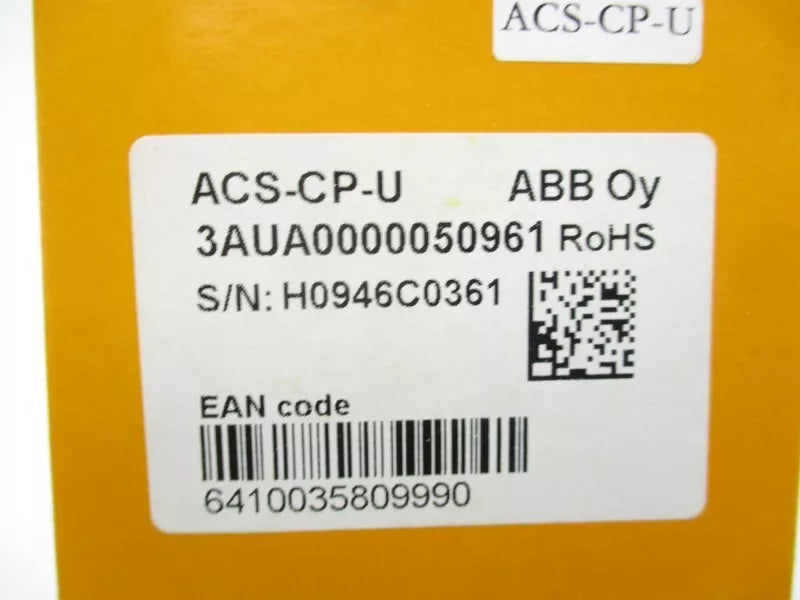 ACS-CP-U
ACS-CP-U ABB Oy
3AUA0000050961 RoHS
S/N: H0946C0361
EAN code
6410035809990